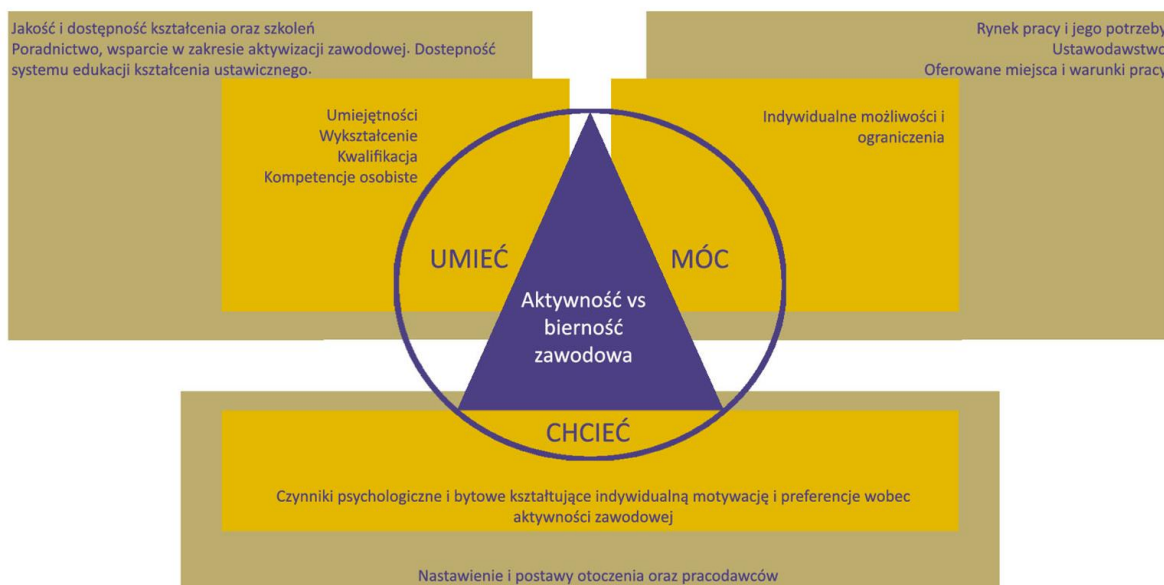 Jakość i dostępność kształcenia oraz szkoleń
Poradnictwo, wsparcie w zakresie aktywizacji zawodowej. Dostepność
systemu edukacji kształcenia ustawicznego.
Rynek pracy i jego potrzeby
Ustawodawstwo
Oferowane miejsca i warunki pracy
Umiejętności
Wykształcenie
Kwalifikacja
Kompetencje osobiste
Indywidualne możliwości i
ograniczenia
UMIEĆ
MÓC
Aktywność vs
bierność
zawodowa
CHCIEĆ
Czynniki psychologiczne i bytowe kształtujące indywidualną motywację i preferencje wobec
aktywności zawodowej
Nastawienie i postawy otoczenia oraz pracodawców